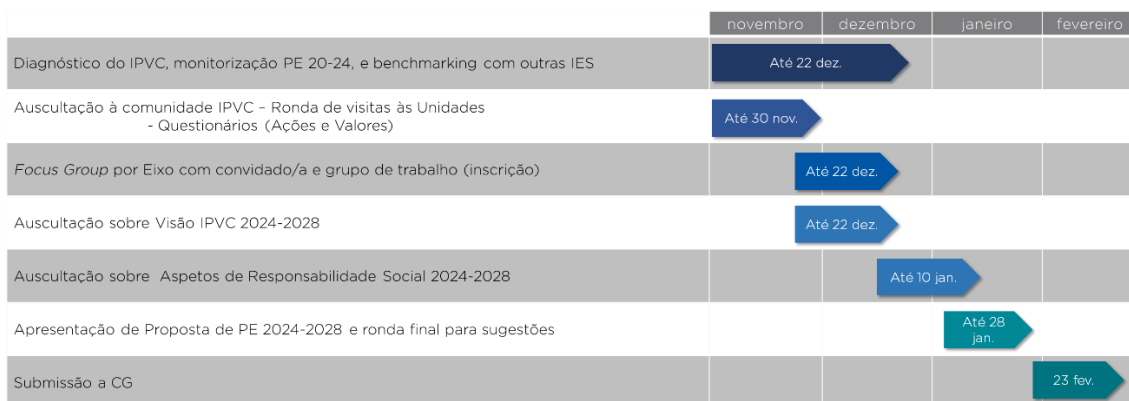 novembro dezembro janeiro fevereiro
Diagnóstico do IPVC, monitorização PE 20-24, e benchmarking com outras IES
Até 22 dez.
Auscultação à comunidade IPVC – Ronda de visitas às Unidades
- Questionários (Ações e Valores)
Até 30 nov.
Focus Group por Eixo com convidado/a e grupo de trabalho (inscrição)
Até 22 dez.
Auscultação sobre Visão IPVC 2024-2028
Até 22 dez.
Auscultação sobre Aspetos de Responsabilidade Social 2024-2028
Até 10 jan.
Apresentação de Proposta de PE 2024-2028 e ronda final para sugestões
Até 28
jan.
Submissão a CG
23 fev.